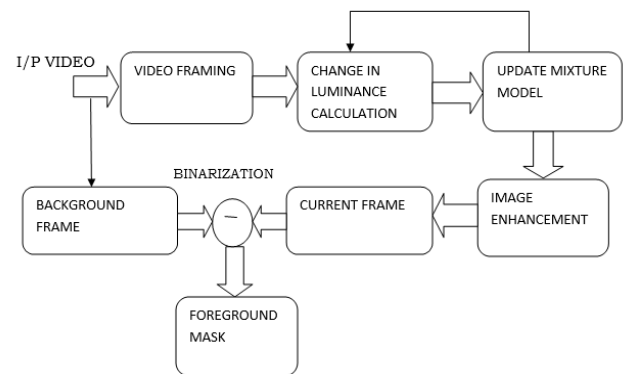 I/P VIDEO
VIDEO FRAMING
CHANGE IN
LUMINANCE
CALCULATION
UPDATE MIXTURE
MODEL
BINARIZATION
BACKGROUND
FRAME
—
CURRENT FRAME
IMAGE
ENHANCEMENT
FOREGROUND
MASK